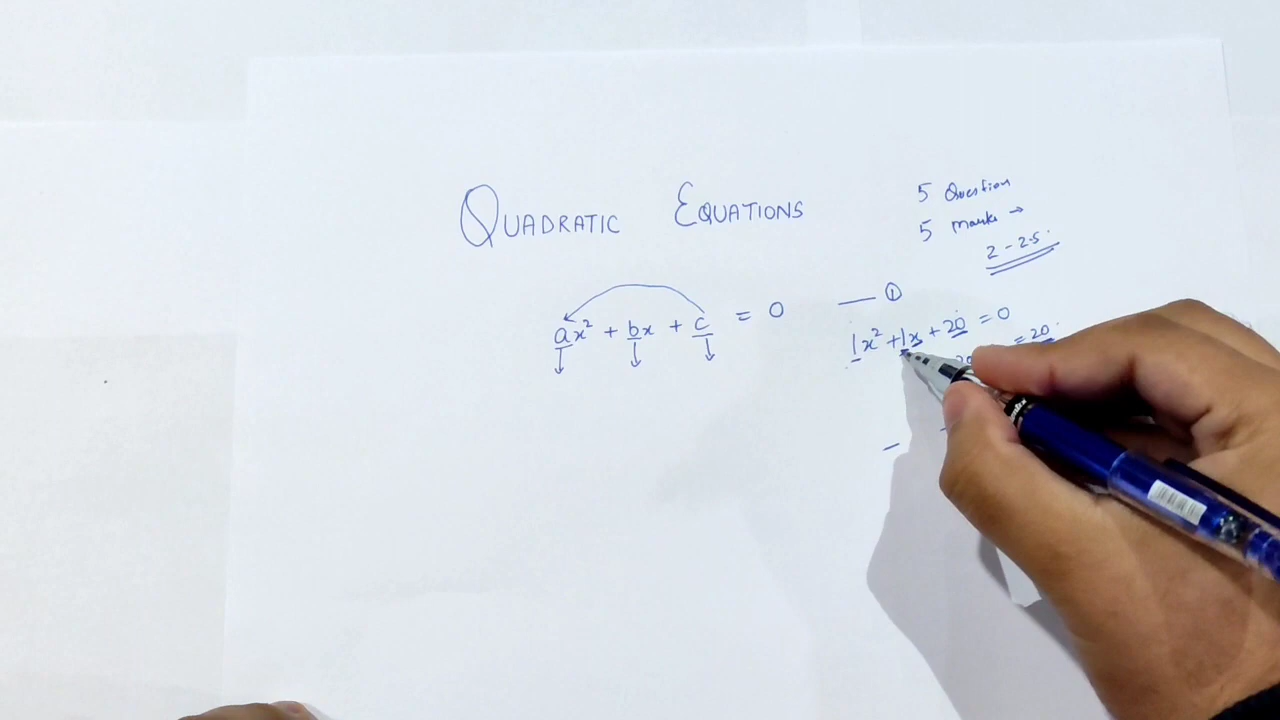 QUADRATIC EQUATIONS
5 Question
5 marks →
2 - 2.5.
ax² + bx + c = 0 — ①
1x² + 1x + 20 = 0
= 20.